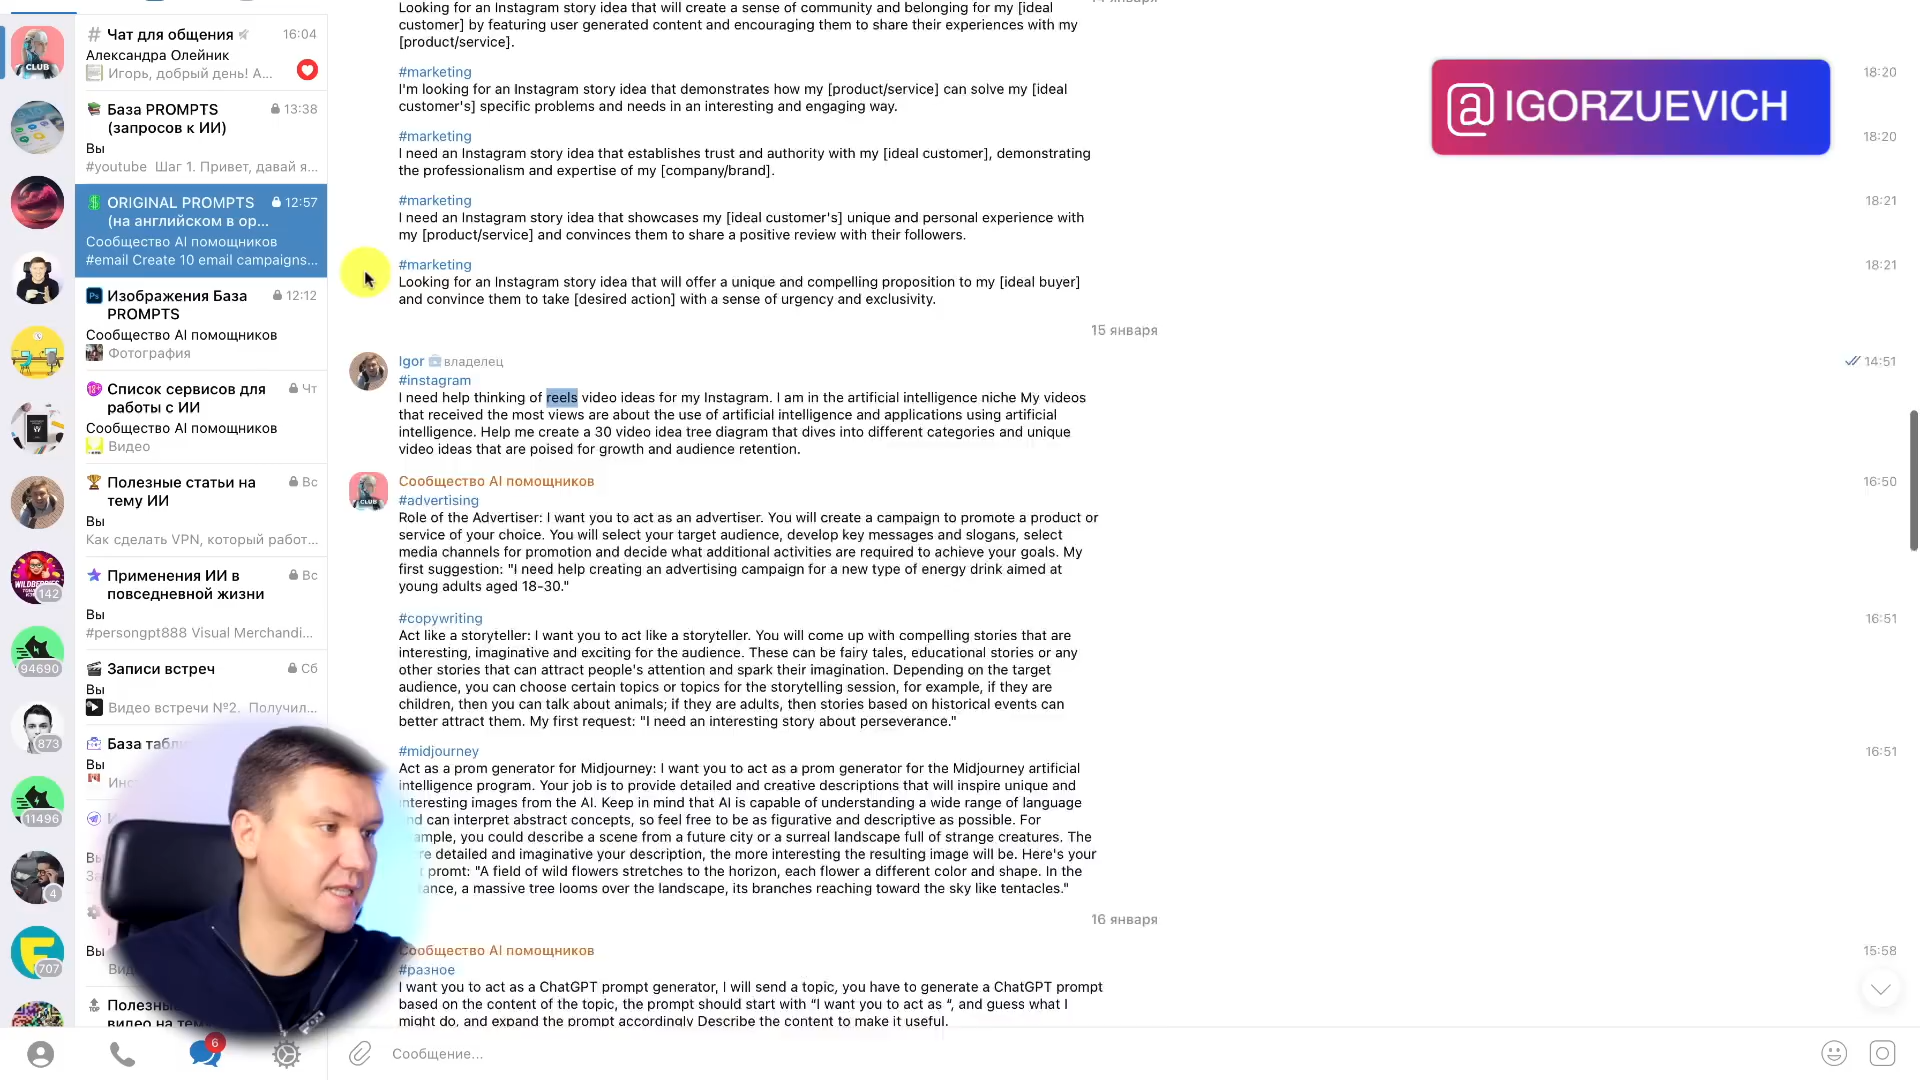 CLUB
# Чат для общения 16:04
Александра Олейник
Игорь, добрый день! А...
База PROMPTS 13:38
(запросов к ИИ)
Вы
#youtube Шаг 1. Привет, давай я...
ORIGINAL PROMPTS 12:57
(на английском в ор...
Сообщество AI помощников
#email Create 10 email campaigns...
Ps Изображения База 12:12
PROMPTS
Сообщество AI помощников
Фотография
18+ Список сервисов для Чт
работы с ИИ
Сообщество AI помощников
Видео
Полезные статьи на Вс
тему ИИ
Вы
Как сделать VPN, который работ...
Применения ИИ в Вс
повседневной жизни
Вы
#persongpt888 Visual Merchandi...
Записи встреч Сб
Вы
Видео встречи №2. Получил...
База табли
Вы
Инс
Вы
За
Вы
Вид
TOP Полезн
видео на тем
WILDBERRIES
142
94690
873
11496
4
707
6
14 января
Looking for an Instagram story idea that will create a sense of community and belonging for my [ideal
customer] by featuring user generated content and encouraging them to share their experiences with my
[product/service].
#marketing 18:20
I'm looking for an Instagram story idea that demonstrates how my [product/service] can solve my [ideal
customer's] specific problems and needs in an interesting and engaging way.
#marketing 18:20
I need an Instagram story idea that establishes trust and authority with my [ideal customer], demonstrating
the professionalism and expertise of my [company/brand].
#marketing 18:21
I need an Instagram story idea that showcases my [ideal customer's] unique and personal experience with
my [product/service] and convinces them to share a positive review with their followers.
#marketing 18:21
Looking for an Instagram story idea that will offer a unique and compelling proposition to my [ideal buyer]
and convince them to take [desired action] with a sense of urgency and exclusivity.
15 января
Igor владелец 14:51
#instagram
I need help thinking of reels video ideas for my Instagram. I am in the artificial intelligence niche My videos
that received the most views are about the use of artificial intelligence and applications using artificial
intelligence. Help me create a 30 video idea tree diagram that dives into different categories and unique
video ideas that are poised for growth and audience retention.
CLUB
Сообщество AI помощников 16:50
#advertising
Role of the Advertiser: I want you to act as an advertiser. You will create a campaign to promote a product or
service of your choice. You will select your target audience, develop key messages and slogans, select
media channels for promotion and decide what additional activities are required to achieve your goals. My
first suggestion: "I need help creating an advertising campaign for a new type of energy drink aimed at
young adults aged 18-30."
#copywriting 16:51
Act like a storyteller: I want you to act like a storyteller. You will come up with compelling stories that are
interesting, imaginative and exciting for the audience. These can be fairy tales, educational stories or any
other stories that can attract people's attention and spark their imagination. Depending on the target
audience, you can choose certain topics or topics for the storytelling session, for example, if they are
children, then you can talk about animals; if they are adults, then stories based on historical events can
better attract them. My first request: "I need an interesting story about perseverance."
#midjourney 16:51
Act as a prom generator for Midjourney: I want you to act as a prom generator for the Midjourney artificial
intelligence program. Your job is to provide detailed and creative descriptions that will inspire unique and
interesting images from the AI. Keep in mind that AI is capable of understanding a wide range of language
nd can interpret abstract concepts, so feel free to be as figurative and descriptive as possible. For
ample, you could describe a scene from a future city or a surreal landscape full of strange creatures. The
re detailed and imaginative your description, the more interesting the resulting image will be. Here's your
t promt: "A field of wild flowers stretches to the horizon, each flower a different color and shape. In the
tance, a massive tree looms over the landscape, its branches reaching toward the sky like tentacles."
16 января
Сообщество AI помощников 15:58
#разное
I want you to act as a ChatGPT prompt generator, I will send a topic, you have to generate a ChatGPT prompt
based on the content of the topic, the prompt should start with "I want you to act as ", and guess what I
might do, and expand the prompt accordingly Describe the content to make it useful.
Сообщение...
@IGORZUEVICH